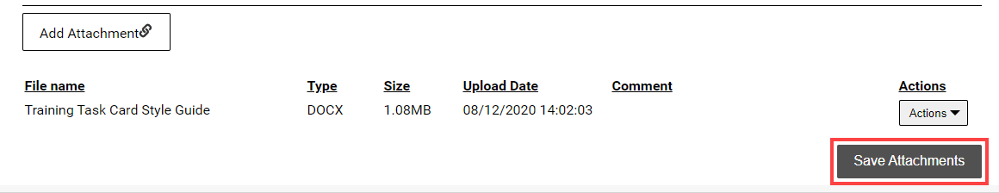 Add Attachment
File name Type Size Upload Date Comment Actions
Training Task Card Style Guide DOCX 1.08MB 08/12/2020 14:02:03 Actions
Save Attachments